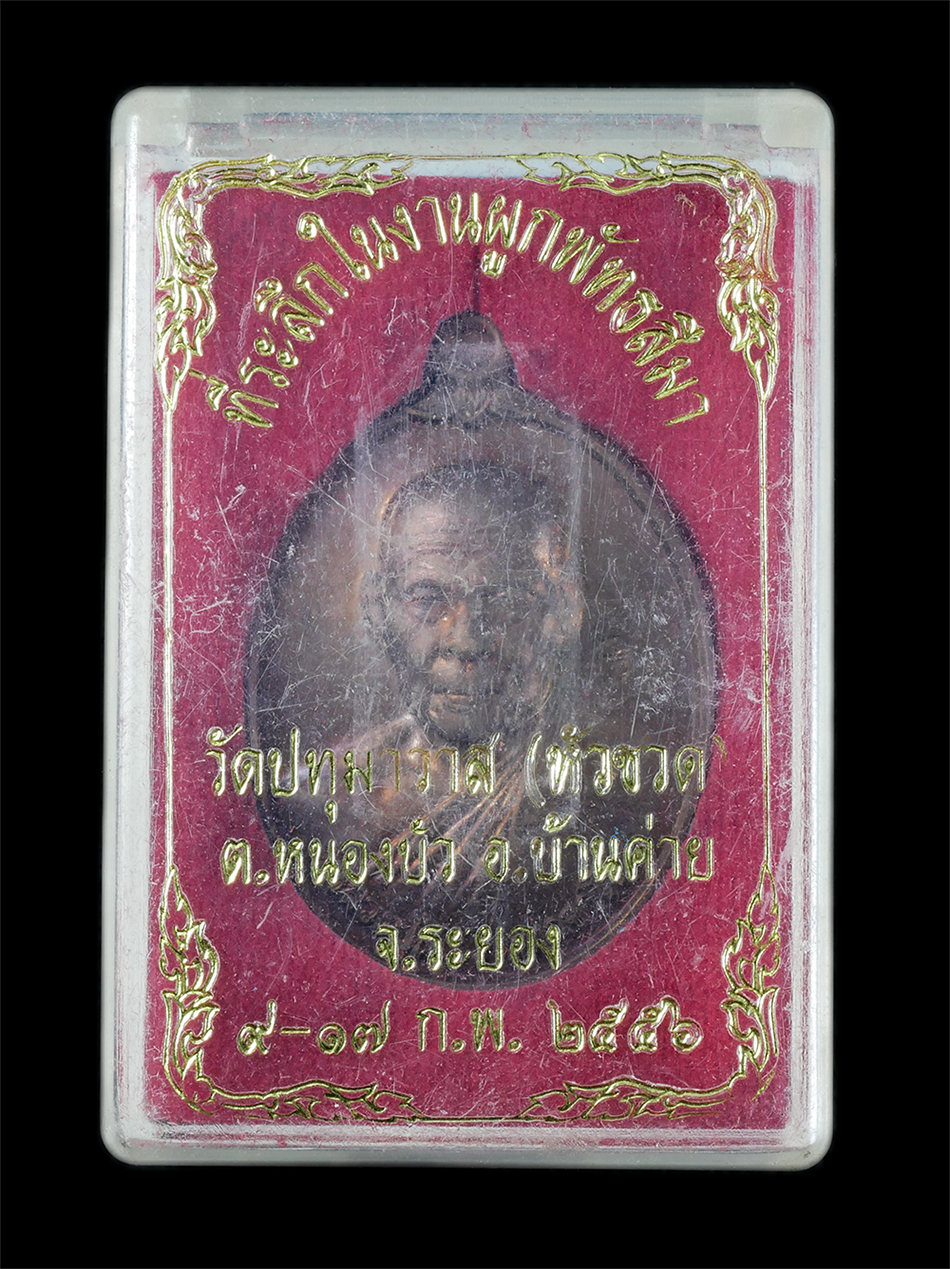 ที่ระลึกในงานผูกพัทธสีมา
วัดปทุมาวาส (หัวขวด)
ต.หนองบัว อ.บ้านค่าย
จ.ระยอง
๙-๑๗ ก.พ. ๒๕๕๖